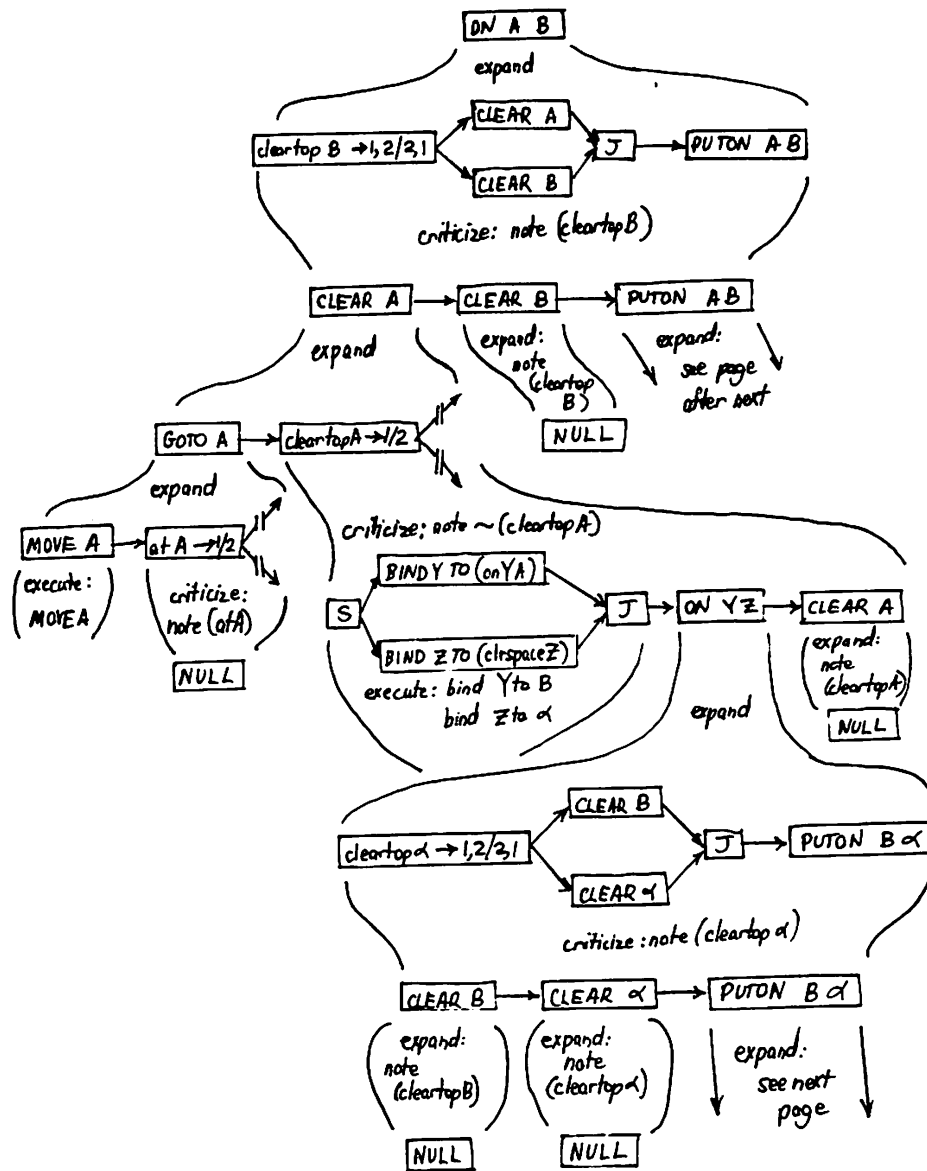 ON A B
expand
CLEAR A
cleartop B → 1,2/2,1
J
PUTON AB
CLEAR B
criticize: note (cleartop B)
CLEAR A
CLEAR B
PUTON AB
expand
expand:
note
(cleartop
B)
NULL
expand:
see page
after next
GOTO A
cleartop A → 1/2
expand
MOVE A
at A → 1/2
(execute:
MOVE A)
criticize:
note (at A)
NULL
criticize: note ~ (cleartop A)
BIND Y TO (on Y A)
S
J
ON YZ
CLEAR A
BIND Z TO (clrspace Z)
execute: bind Y to B
bind Z to α
expand
(expand:
note
(cleartop A))
NULL
CLEAR B
cleartop α → 1,2/2,1
J
PUTON B α
CLEAR α
criticize: note (cleartop α)
CLEAR B
CLEAR α
PUTON B α
(expand:
note
(cleartop B))
NULL
(expand:
note
(cleartop α))
NULL
expand:
see next
page